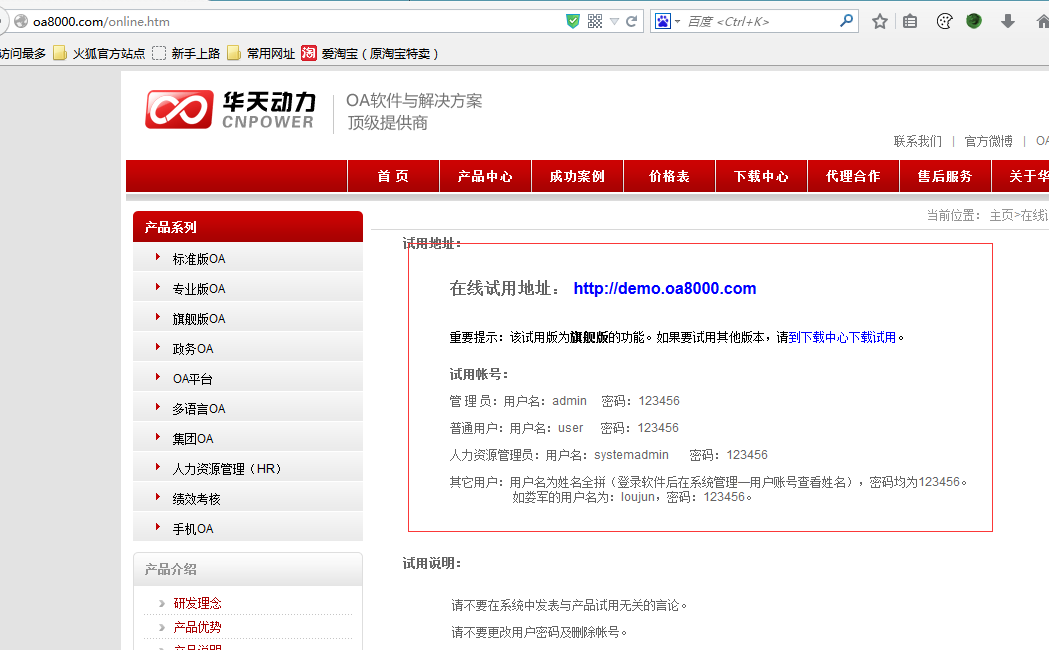 oa8000.com/online.htm
百度 <Ctrl+K>
访问最多 火狐官方站点 新手上路 常用网址 淘 爱淘宝（原淘宝特卖）
华天动力
CNPOWER
OA软件与解决方案
顶级提供商
联系我们 | 官方微博 | OA
首 页 产品中心 成功案例 价格表 下载中心 代理合作 售后服务 关于华
当前位置： 主页>在线
产品系列
标准版OA
专业版OA
旗舰版OA
政务OA
OA平台
多语言OA
集团OA
人力资源管理（HR）
绩效考核
手机OA
产品介绍
研发理念
产品优势
产品说明
试用地址：
在线试用地址： http://demo.oa8000.com
重要提示：该试用版为旗舰版的功能。如果要试用其他版本，请到下载中心下载试用。
试用帐号：
管 理 员：用户名：admin 密码：123456
普通用户：用户名：user 密码：123456
人力资源管理员：用户名：systemadmin 密码：123456
其它用户：用户名为姓名全拼（登录软件后在系统管理—用户账号查看姓名），密码均为123456。
如娄军的用户名为：loujun，密码：123456。
试用说明：
请不要在系统中发表与产品试用无关的言论。
请不要更改用户密码及删除帐号。